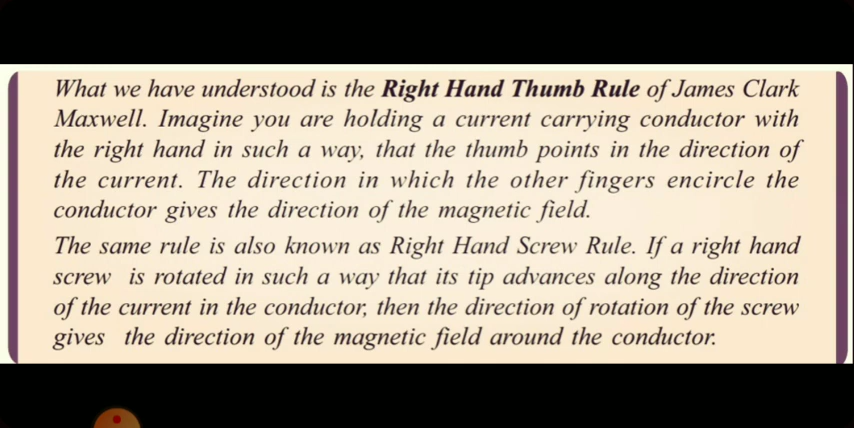 What we have understood is the Right Hand Thumb Rule of James Clark
Maxwell. Imagine you are holding a current carrying conductor with
the right hand in such a way, that the thumb points in the direction of
the current. The direction in which the other fingers encircle the
conductor gives the direction of the magnetic field.
The same rule is also known as Right Hand Screw Rule. If a right hand
screw is rotated in such a way that its tip advances along the direction
of the current in the conductor, then the direction of rotation of the screw
gives the direction of the magnetic field around the conductor.